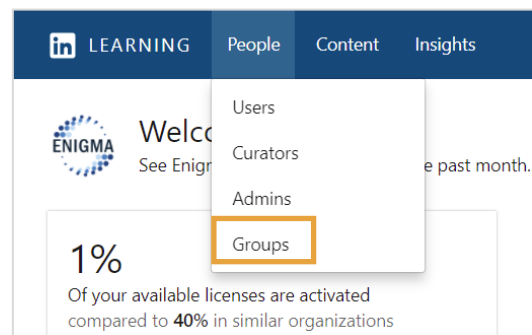 in LEARNING People Content Insights
Users
ENIGMA
Welc
Curators
See Enig
e past month.
Admins
Groups
1%
Of your available licenses are activated
compared to 40% in similar organizations